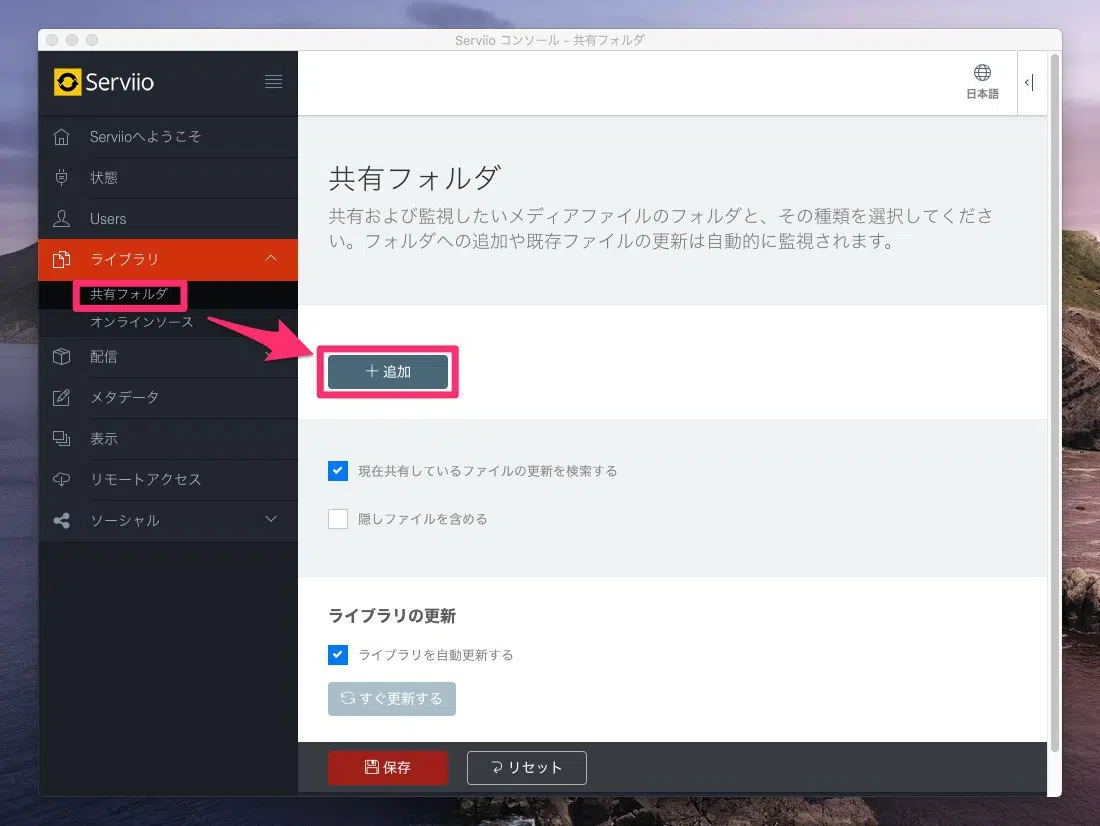 Serviio コンソール - 共有フォルダ
Serviio
日本語
Serviioへようこそ
状態
Users
ライブラリ
共有フォルダ
オンラインソース
配信
メタデータ
表示
リモートアクセス
ソーシャル
共有フォルダ
共有および監視したいメディアファイルのフォルダと、その種類を選択してくださ
い。フォルダへの追加や既存ファイルの更新は自動的に監視されます。
+ 追加
現在共有しているファイルの更新を検索する
隠しファイルを含める
ライブラリの更新
ライブラリを自動更新する
すぐ更新する
保存
リセット